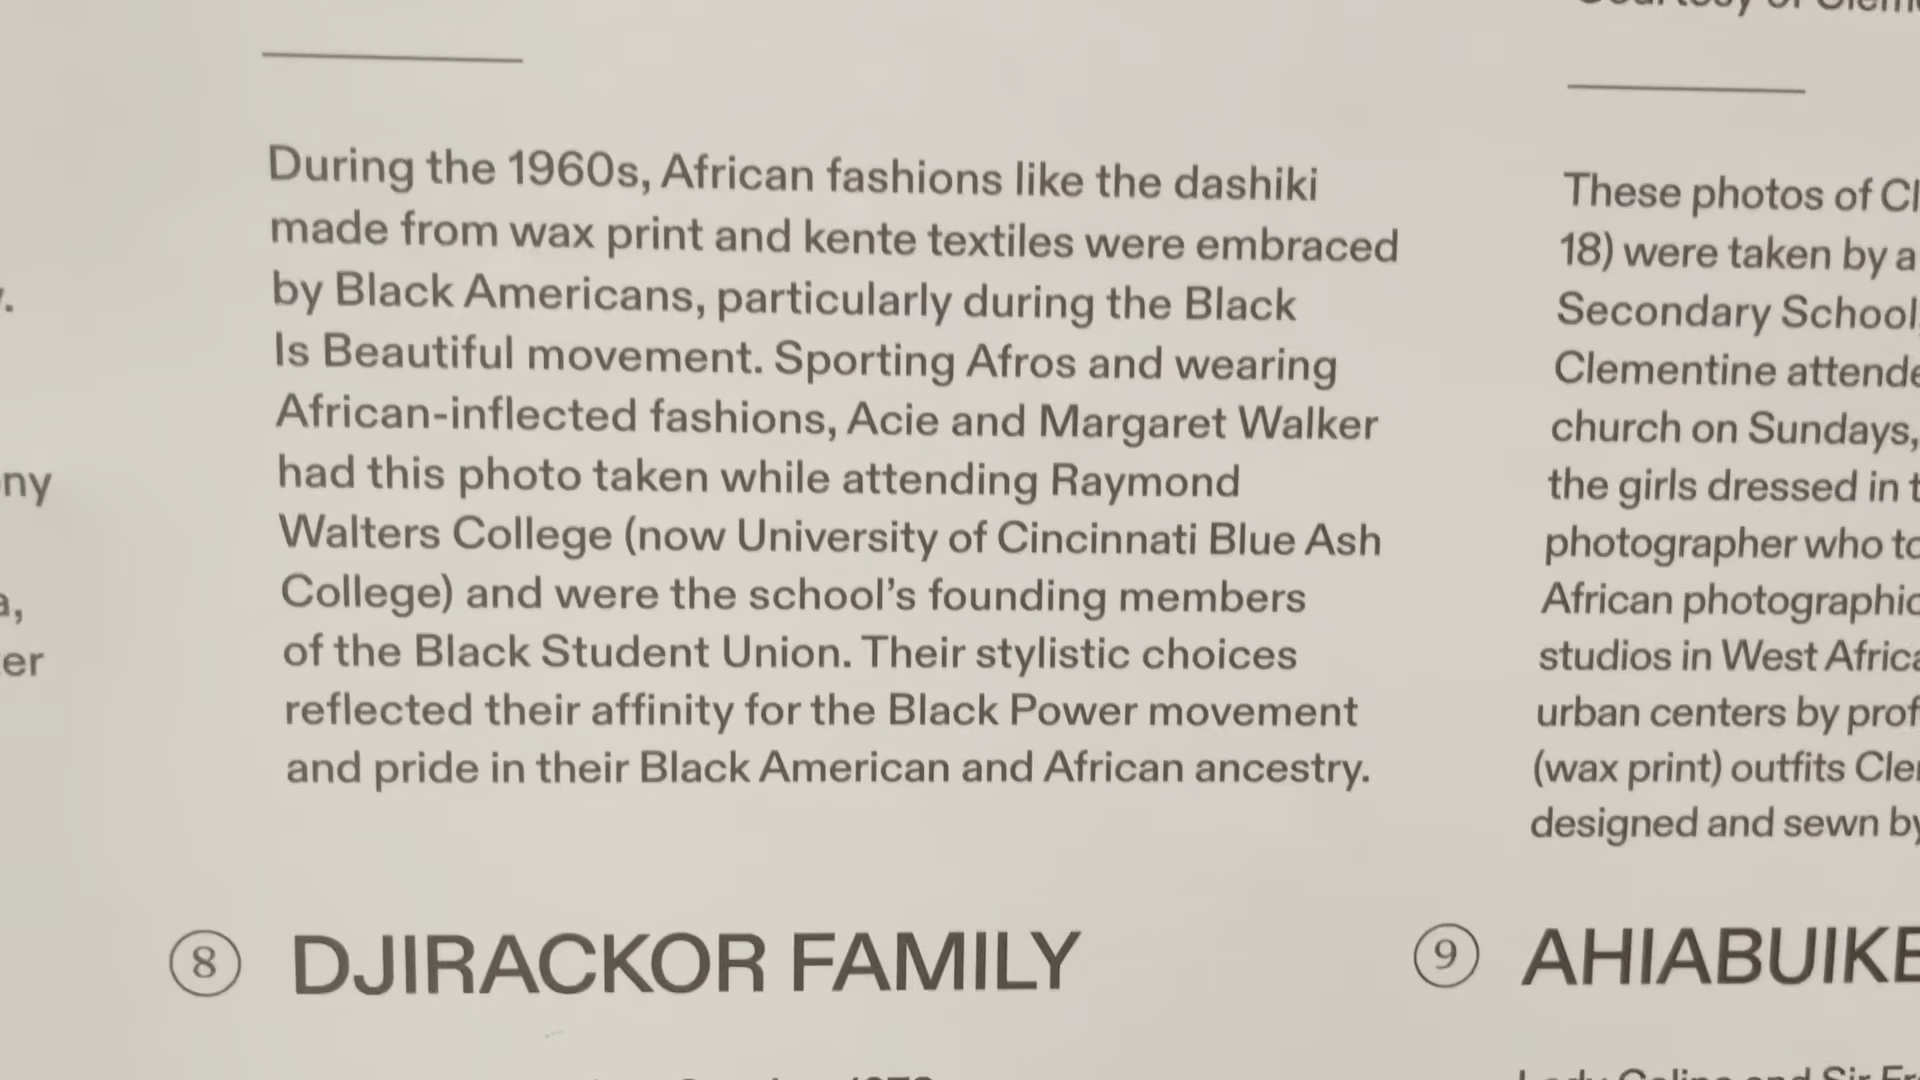 During the 1960s, African fashions like the dashiki
made from wax print and kente textiles were embraced
by Black Americans, particularly during the Black
Is Beautiful movement. Sporting Afros and wearing
African-inflected fashions, Acie and Margaret Walker
had this photo taken while attending Raymond
Walters College (now University of Cincinnati Blue Ash
College) and were the school’s founding members
of the Black Student Union. Their stylistic choices
reflected their affinity for the Black Power movement
and pride in their Black American and African ancestry.
8 DJIRACKOR FAMILY
These photos of
18) were taken by a
Secondary School
Clementine
church on Sundays,
the girls dressed in
photographer who
African
studios in West
urban centers by
(wax print) outfits
designed and sewn by
9